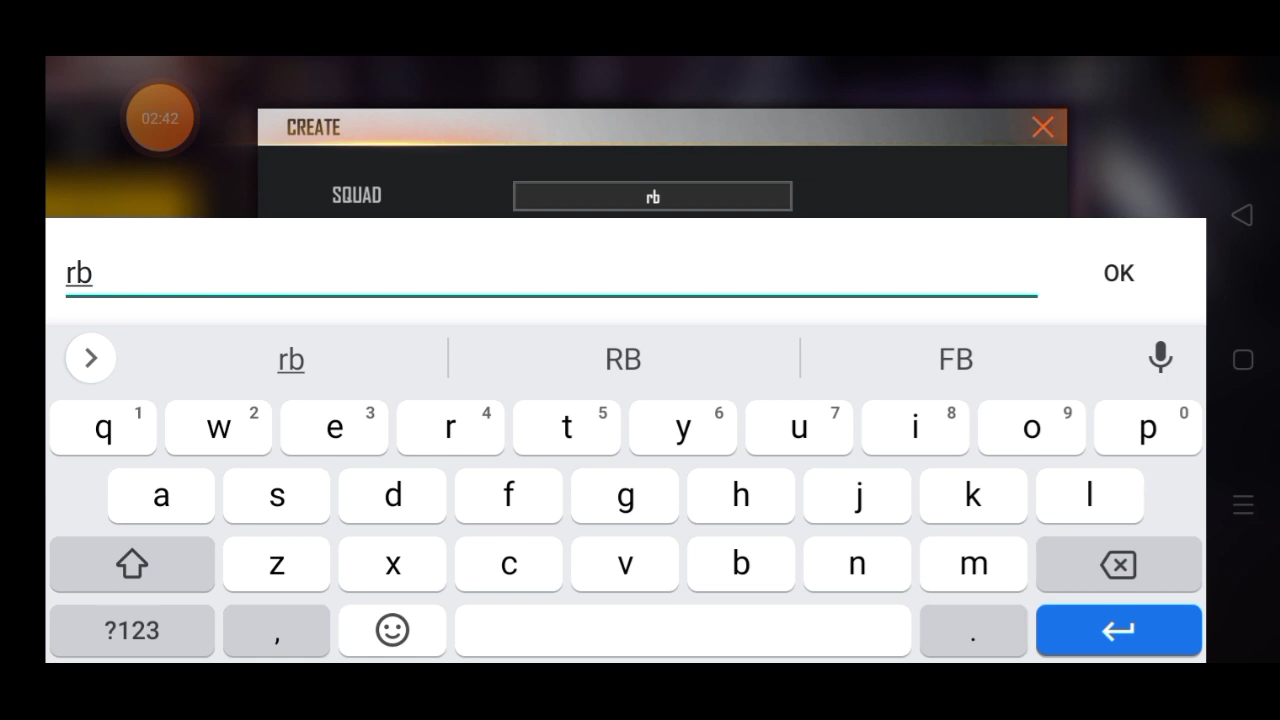 02:42
CREATE
SQUAD rb
rb OK
rb RB FB
q 1 w 2 e 3 r 4 t 5 y 6 u 7 i 8 o 9 p 0
a s d f g h j k l
z x c v b n m
?123 , .